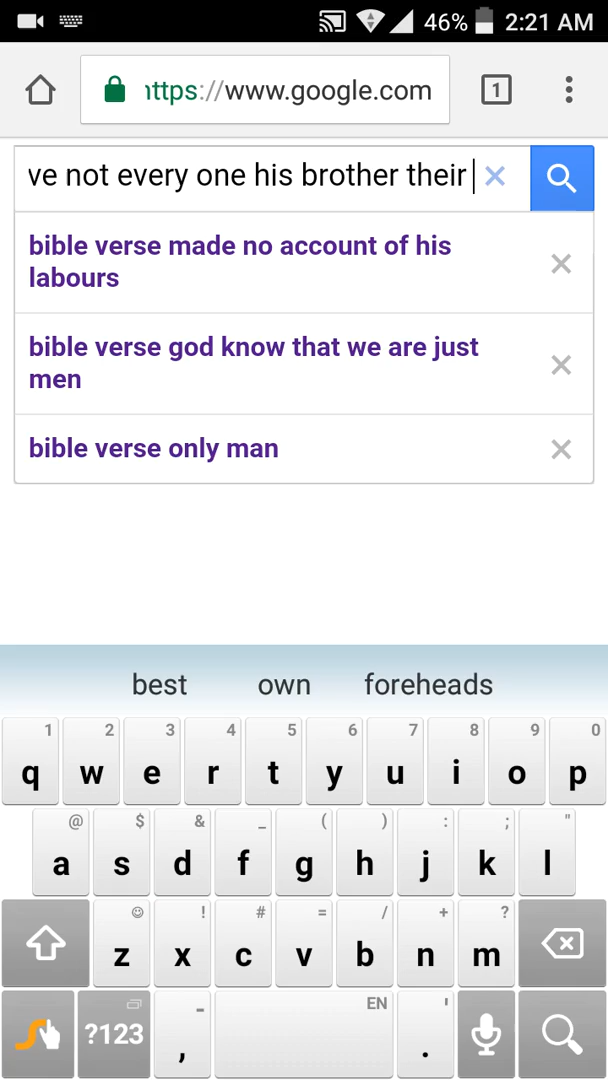 46% 2:21 AM
https://www.google.com 1
ve not every one his brother their
bible verse made no account of his
labours
bible verse god know that we are just
men
bible verse only man
best own foreheads
1 2 3 4 5 6 7 8 9 0
q w e r t y u i o p
@ $ & _ ( ) : ; "
a s d f g h j k l
! # = / + ?
z x c v b n m
EN
?123 , - . '